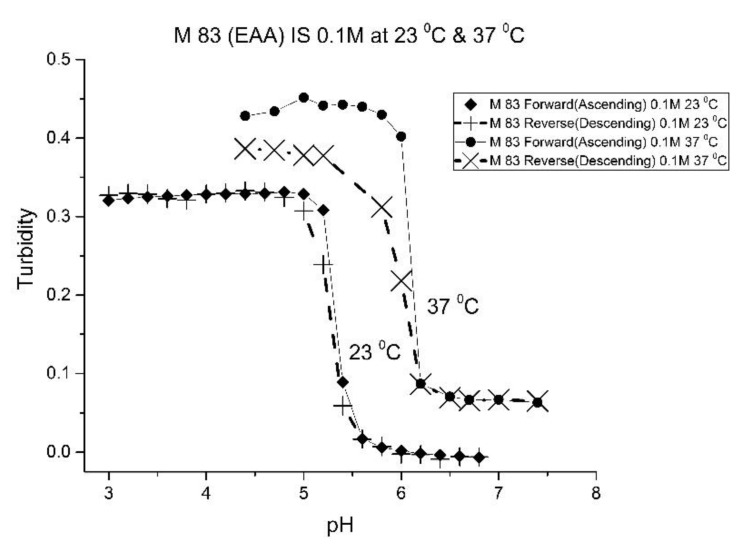 M 83 (EAA) IS 0.1M at 23 ⁰C & 37 ⁰C
0.5
0.4
0.3
0.2
0.1
0.0
Turbidity
3 4 5 6 7 8
pH
M 83 Forward(Ascending) 0.1M 23 ⁰C
M 83 Reverse(Descending) 0.1M 23 ⁰C
M 83 Forward(Ascending) 0.1M 37 ⁰C
M 83 Reverse(Descending) 0.1M 37 ⁰C
37 ⁰C
23 ⁰C